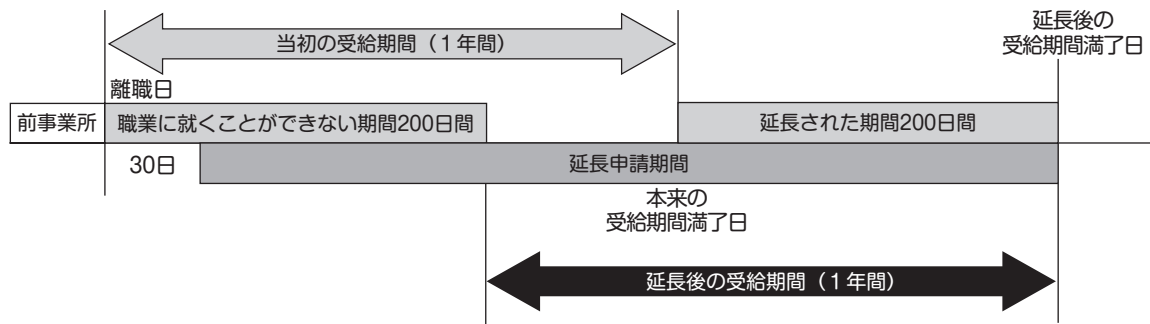 当初の受給期間（１年間）
延長後の
受給期間満了日
離職日
前事業所
職業に就くことができない期間200日間
延長された期間200日間
30日
延長申請期間
本来の
受給期間満了日
延長後の受給期間（１年間）